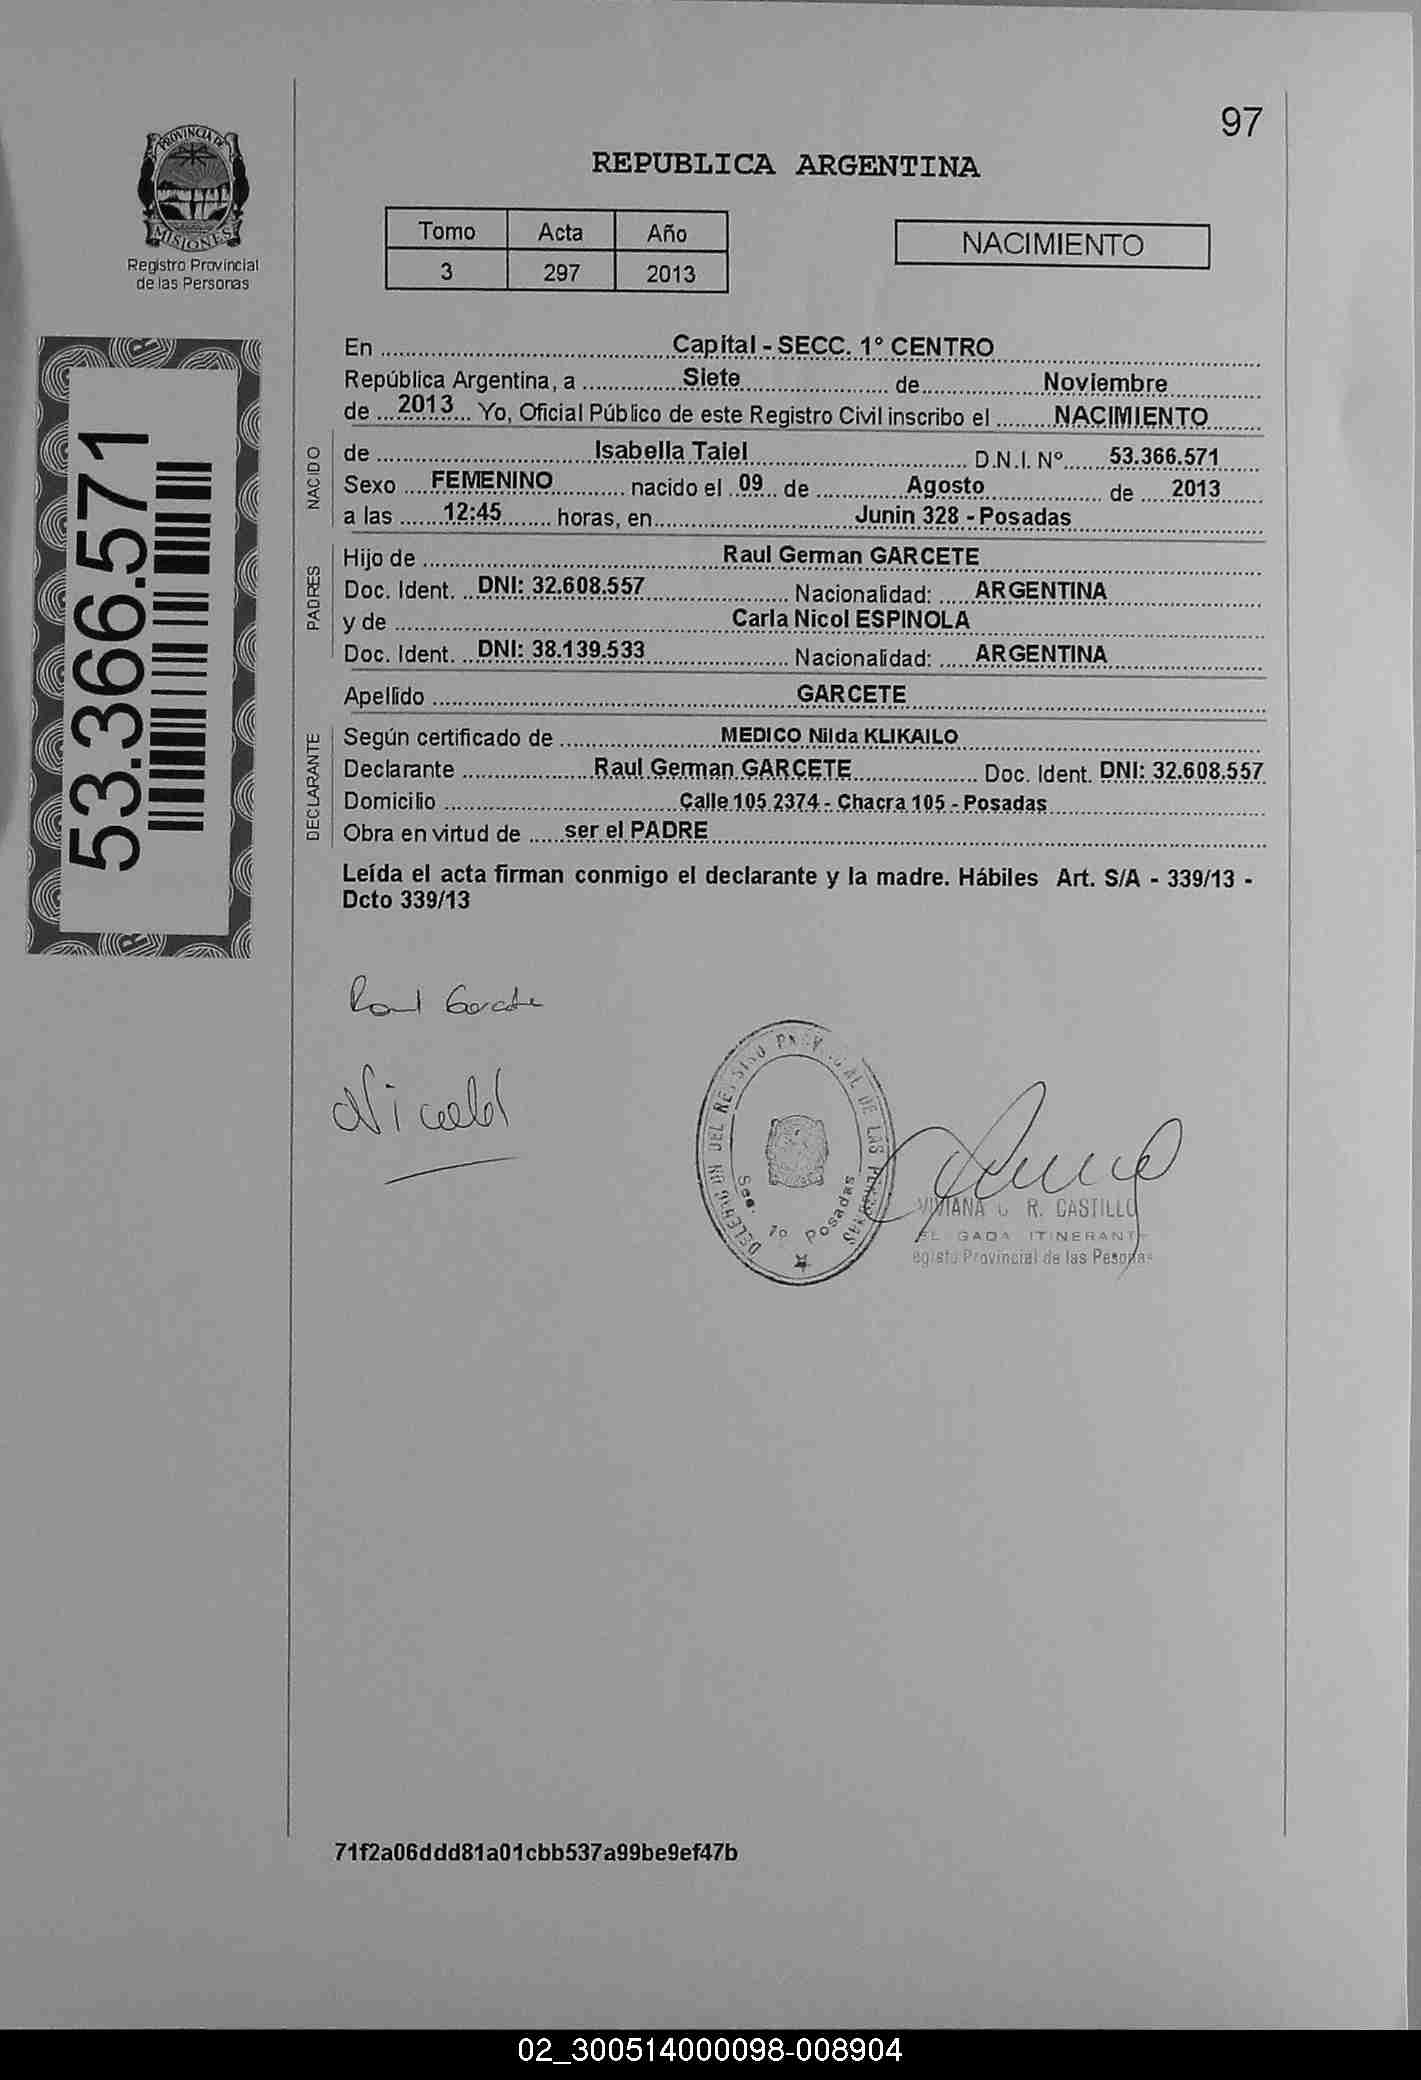 97
PROVINCIA DE
MISIONES
Registro Provincial
de las Personas
REPUBLICA ARGENTINA
Tomo Acta Año
3 297 2013
NACIMIENTO
53.366.571
En ........ Capital - SECC. 1° CENTRO ........
República Argentina, a ........ Siete ........ de ........ Noviembre ........
de ... 2013 ... Yo, Oficial Público de este Registro Civil inscribo el ........ NACIMIENTO ........
NACIDO
de ........ Isabella Taiel ........ D.N.I. N° ...... 53.366.571 ......
Sexo .... FEMENINO ........ nacido el .. 09 .. de ........ Agosto ........ de .... 2013 ......
a las ...... 12:45 ...... horas, en ........ Junin 328 - Posadas ........
PADRES
Hijo de ........ Raul German GARCETE ........
Doc. Ident. .. DNI: 32.608.557 ........ Nacionalidad: ..... ARGENTINA ........
y de ........ Carla Nicol ESPINOLA ........
Doc. Ident. .. DNI: 38.139.533 ........ Nacionalidad: ..... ARGENTINA ........
Apellido ........ GARCETE ........
DECLARANTE
Según certificado de ........ MEDICO Nilda KLIKAILO ........
Declarante ........ Raul German GARCETE ........ Doc. Ident. DNI: 32.608.557
Domicilio ........ Calle 105 2374 - Chacra 105 - Posadas ........
Obra en virtud de ..... ser el PADRE ........
Leída el acta firman conmigo el declarante y la madre. Hábiles Art. S/A - 339/13 -
Dcto 339/13
Raul Garcete
DEL REGISTRO PROVINCIAL DE LAS PERSONAS
Sec. 1º Posadas
VIVIANA R. CASTILLO
ITINERANT
Provincial de las Pesonas
71f2a06ddd81a01cbb537a99be9ef47b
02_300514000098-008904